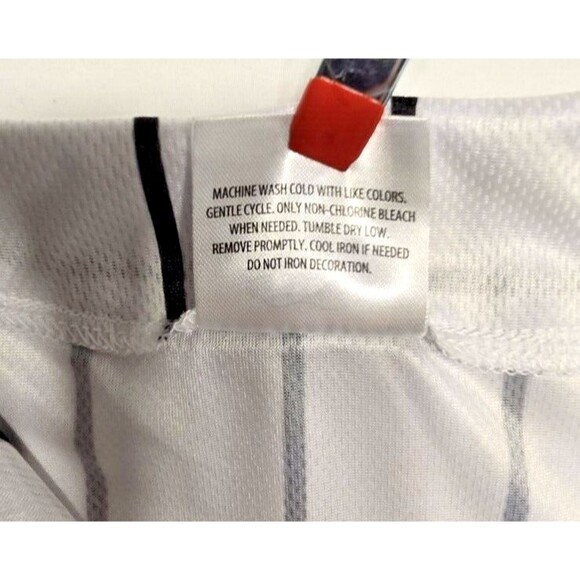 MACHINE WASH COLD WITH LIKE COLORS.
GENTLE CYCLE. ONLY NON-CHLORINE BLEACH
WHEN NEEDED. TUMBLE DRY LOW.
REMOVE PROMPTLY. COOL IRON IF NEEDED
DO NOT IRON DECORATION.